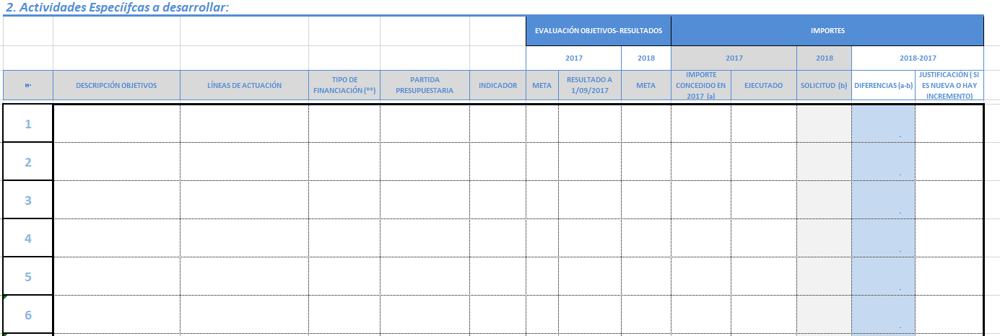 2. Actividades Especíifcas a desarrollar:
EVALUACIÓN OBJETIVOS- RESULTADOS
IMPORTES
2017
2018
2017
2018
2018-2017
Nº
DESCRIPCIÓN OBJETIVOS
LÍNEAS DE ACTUACIÓN
TIPO DE
FINANCIACIÓN (**)
PARTIDA
PRESUPUESTARIA
INDICADOR
META
RESULTADO A
1/09/2017
META
IMPORTE
CONCEDIDO EN
2017 (a)
EJECUTADO
SOLICITUD (b)
DIFERENCIAS (a-b)
JUSTIFICACIÓN ( SI
ES NUEVA O HAY
INCREMENTO)
1
-
2
-
3
-
4
-
5
-
6
-